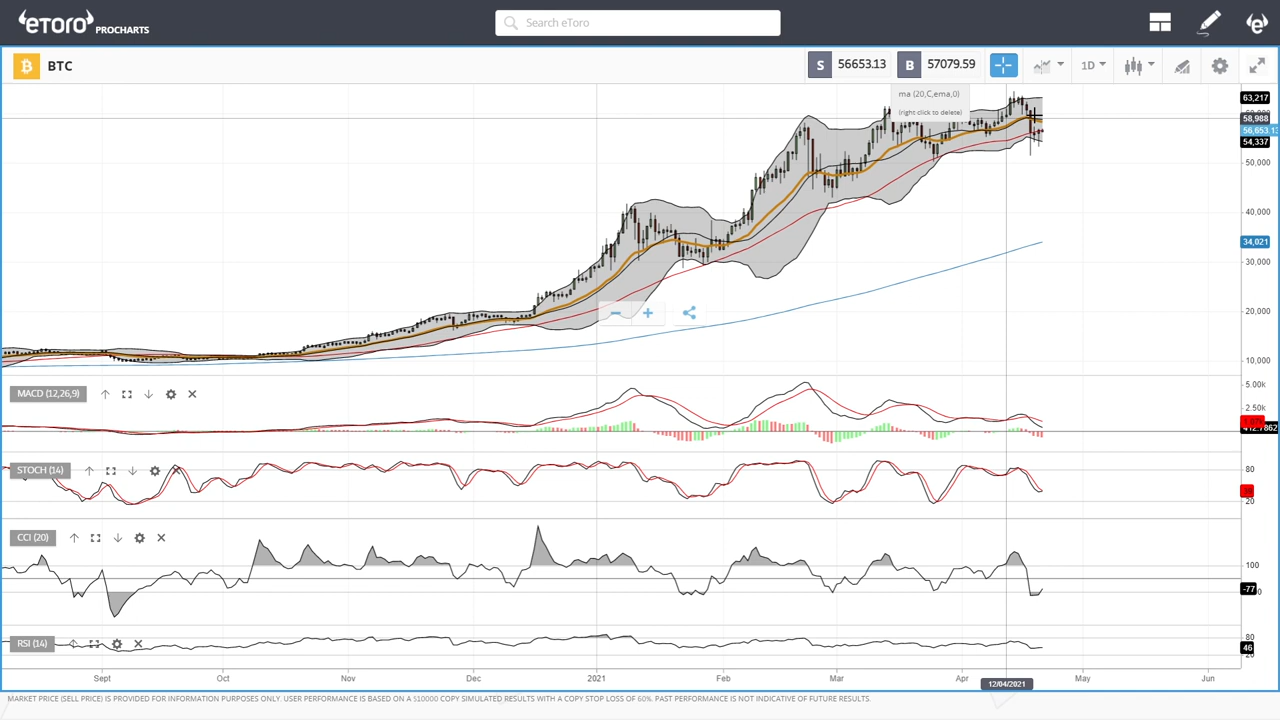 eToro PROCHARTS
Search eToro
BTC
S 56653.13 B 57079.59 1D
ma (20,C,ema,0)
(right click to delete)
63,217
58,988
56,653.13
54,337
50,000
40,000
34,021
30,000
20,000
10,000
MACD (12,26,9)
5.00k
2.50k
STOCH (14)
80
20
CCI (20)
100
-77
RSI (14)
80
46
20
Sept Oct Nov Dec 2021 Feb Mar Apr May Jun
12/04/2021
MARKET PRICE (SELL PRICE) IS PROVIDED FOR INFORMATION PURPOSES ONLY. USER PERFORMANCE IS BASED ON A $10000 COPY SIMULATED RESULTS WITH A COPY STOP LOSS OF 60%. PAST PERFORMANCE IS NOT INDICATIVE OF FUTURE RESULTS.